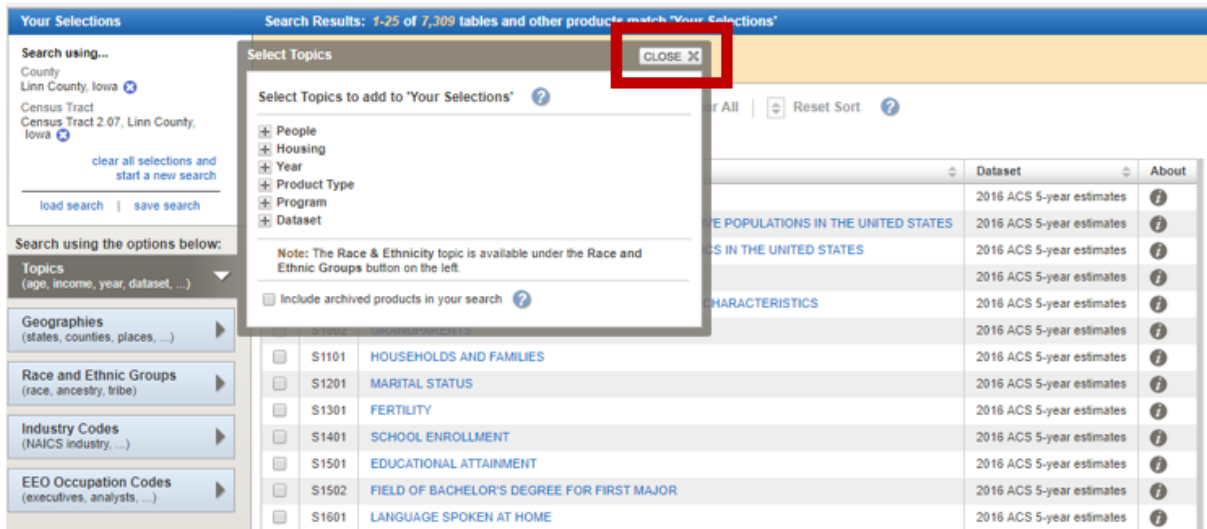 Your Selections
Search Results: 1-25 of 7,309 tables and other products match 'Your Selections'
Search using...
County
Linn County, Iowa
Census Tract
Census Tract 2.07, Linn County,
Iowa
clear all selections and
start a new search
load search | save search
Search using the options below:
Topics
(age, income, year, dataset, ...)
Geographies
(states, counties, places, ...)
Race and Ethnic Groups
(race, ancestry, tribe)
Industry Codes
(NAICS industry, ...)
EEO Occupation Codes
(executives, analysts, ...)
Select Topics
CLOSE X
Select Topics to add to 'Your Selections' ?
People
Housing
Year
Product Type
Program
Dataset
Note: The Race & Ethnicity topic is available under the Race and
Ethnic Groups button on the left.
Include archived products in your search ?
All | Reset Sort ?
Dataset About
2016 ACS 5-year estimates
VE POPULATIONS IN THE UNITED STATES 2016 ACS 5-year estimates
CS IN THE UNITED STATES 2016 ACS 5-year estimates
2016 ACS 5-year estimates
CHARACTERISTICS 2016 ACS 5-year estimates
S1002 GRANDPARENTS 2016 ACS 5-year estimates
S1101 HOUSEHOLDS AND FAMILIES 2016 ACS 5-year estimates
S1201 MARITAL STATUS 2016 ACS 5-year estimates
S1301 FERTILITY 2016 ACS 5-year estimates
S1401 SCHOOL ENROLLMENT 2016 ACS 5-year estimates
S1501 EDUCATIONAL ATTAINMENT 2016 ACS 5-year estimates
S1502 FIELD OF BACHELOR'S DEGREE FOR FIRST MAJOR 2016 ACS 5-year estimates
S1601 LANGUAGE SPOKEN AT HOME 2016 ACS 5-year estimates